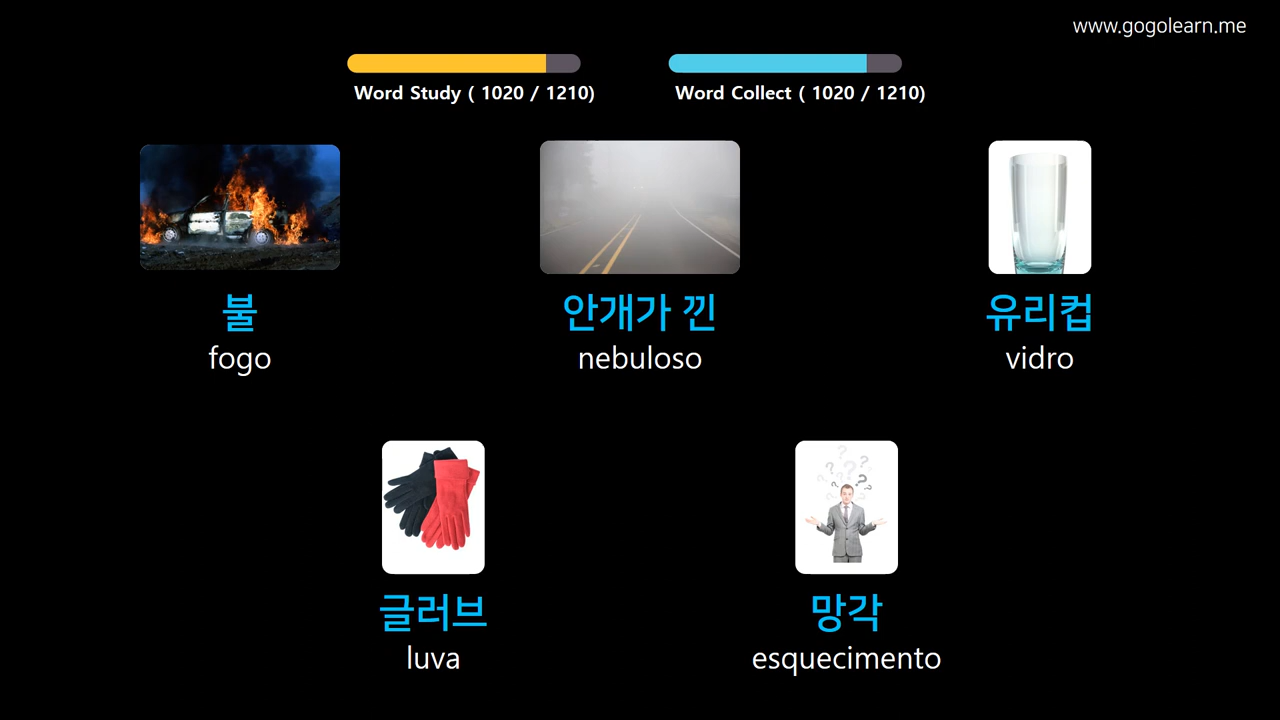 www.gogolearn.me
Word Study ( 1020 / 1210)
Word Collect ( 1020 / 1210)
불
fogo
안개가 낀
nebuloso
유리컵
vidro
글러브
luva
망각
esquecimento